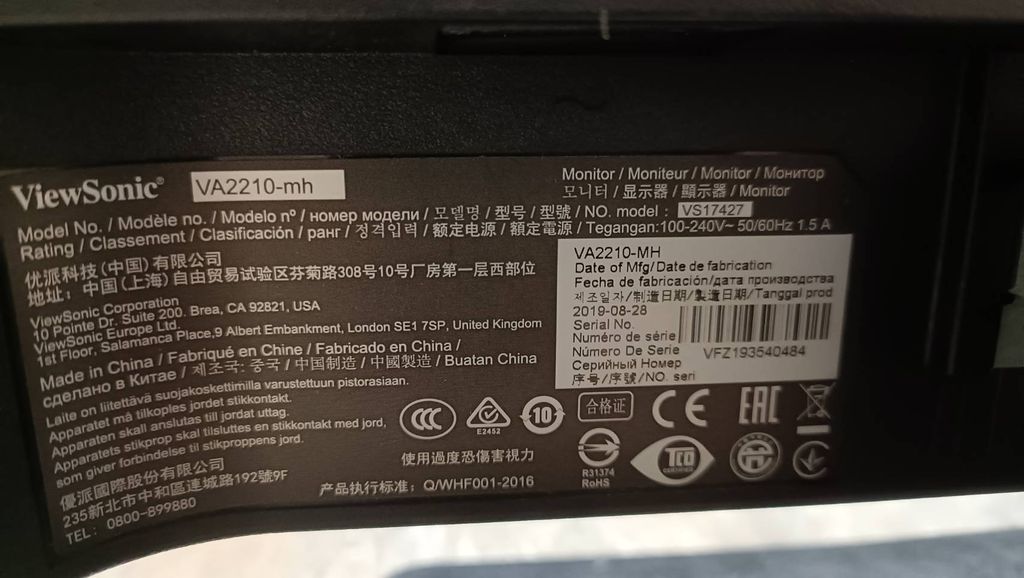 ViewSonic® VA2210-mh
Monitor / Moniteur / Monitor / Монитор
모니터 / 显示器 / 顯示器 / Monitor
Model No. / Modèle no. / Modelo nº / номер модели / 모델명 / 型号 / 型號 / NO. model : VS17427
Rating / Classement / Clasificación / ранг / 정격입력 / 额定电源 / 額定電源 / Tegangan:100-240V~ 50/60Hz 1.5 A
优派科技(中国)有限公司
地址: 中国(上海)自由贸易试验区芬菊路308号10号厂房第一层西部位
ViewSonic Corporation
10 Pointe Dr. Suite 200. Brea, CA 92821, USA
ViewSonic Europe Ltd.
1st Floor, Salamanca Place,9 Albert Embankment, London SE1 7SP, United Kingdom
Made in China / Fabriqué en Chine / Fabricado en China /
сделано в Китае / 제조국: 중국 / 中国制造 / 中國製造 / Buatan China
Laite on liitettävä suojakoskettimilla varustettuun pistorasiaan.
Apparatet må tilkoples jordet stikkontakt.
Apparaten skall anslutas till jordat uttag.
Apparatets stikprop skal tilsluttes en stikkontakt med jord,
som giver forbindelse til stikproppens jord.
優派國際股份有限公司
235新北市中和區連城路192號9F
TEL: 0800-899880
VA2210-MH
Date of Mfg/Date de fabrication
Fecha de fabricación/дата производства
제조일자/制造日期/製造日期/Tanggal prod
2019-08-28
Serial No.
Numéro de série
Número De Serie
Серийный Номер
序号/序號/NO. seri
VFZ193540484
CCC
E2452
10
合格证
CE
EAC
使用過度恐傷害視力
产品执行标准: Q/WHF001-2016
R31374
RoHS
TCO
CERTIFIED